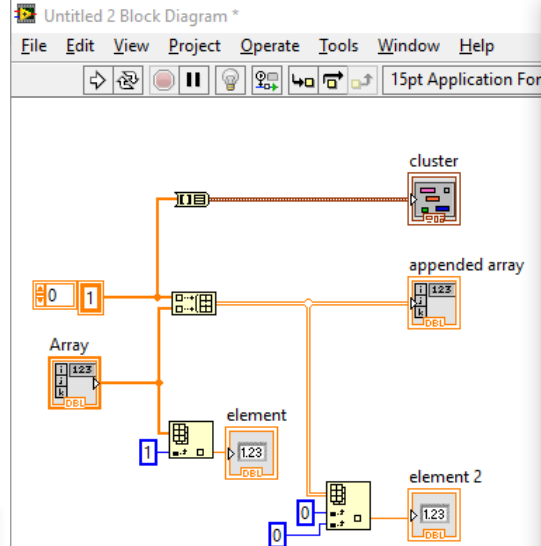 Untitled 2 Block Diagram *
File Edit View Project Operate Tools Window Help
15pt Application For
cluster
appended array
123
DBL
0 1
Array
123
DBL
element
1
1.23
DBL
element 2
0
1.23
DBL
0